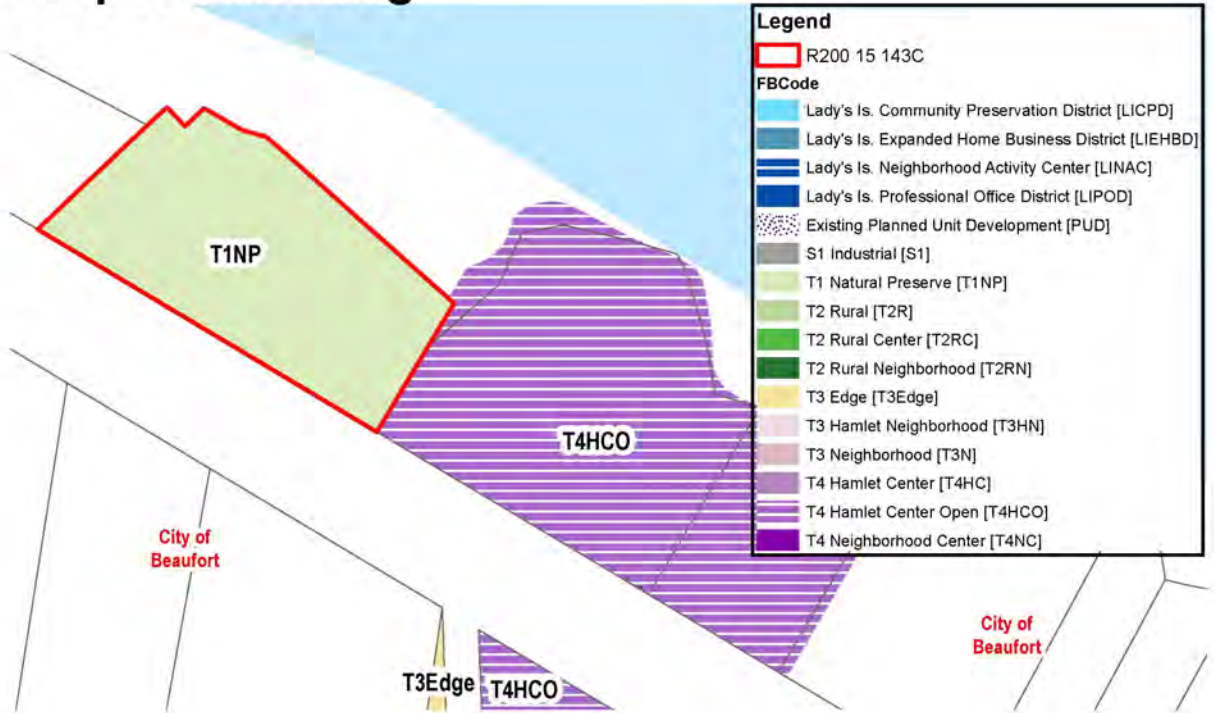 Legend
R200 15 143C
FBCode
Lady's Is. Community Preservation District [LICPD]
Lady's Is. Expanded Home Business District [LIEHBD]
Lady's Is. Neighborhood Activity Center [LINAC]
Lady's Is. Professional Office District [LIPOD]
Existing Planned Unit Development [PUD]
S1 Industrial [S1]
T1 Natural Preserve [T1NP]
T2 Rural [T2R]
T2 Rural Center [T2RC]
T2 Rural Neighborhood [T2RN]
T3 Edge [T3Edge]
T3 Hamlet Neighborhood [T3HN]
T3 Neighborhood [T3N]
T4 Hamlet Center [T4HC]
T4 Hamlet Center Open [T4HCO]
T4 Neighborhood Center [T4NC]
T1NP
T4HCO
City of
Beaufort
City of
Beaufort
T3Edge
T4HCO